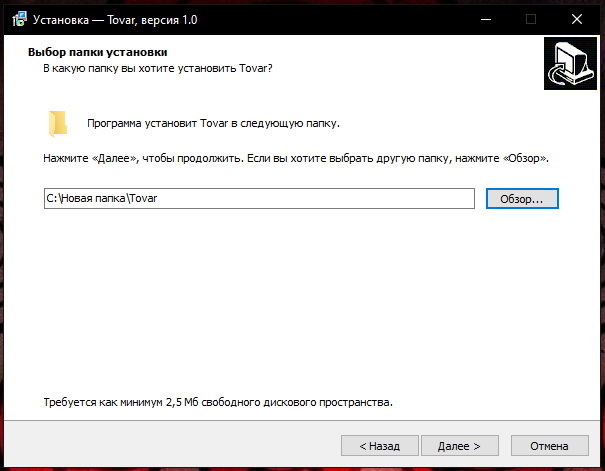 Установка — Tovar, версия 1.0
Выбор папки установки
В какую папку вы хотите установить Tovar?
Программа установит Tovar в следующую папку.
Нажмите «Далее», чтобы продолжить. Если вы хотите выбрать другую папку, нажмите «Обзор».
C:\Новая папка\Tovar
Обзор...
Требуется как минимум 2,5 Мб свободного дискового пространства.
< Назад
Далее >
Отмена